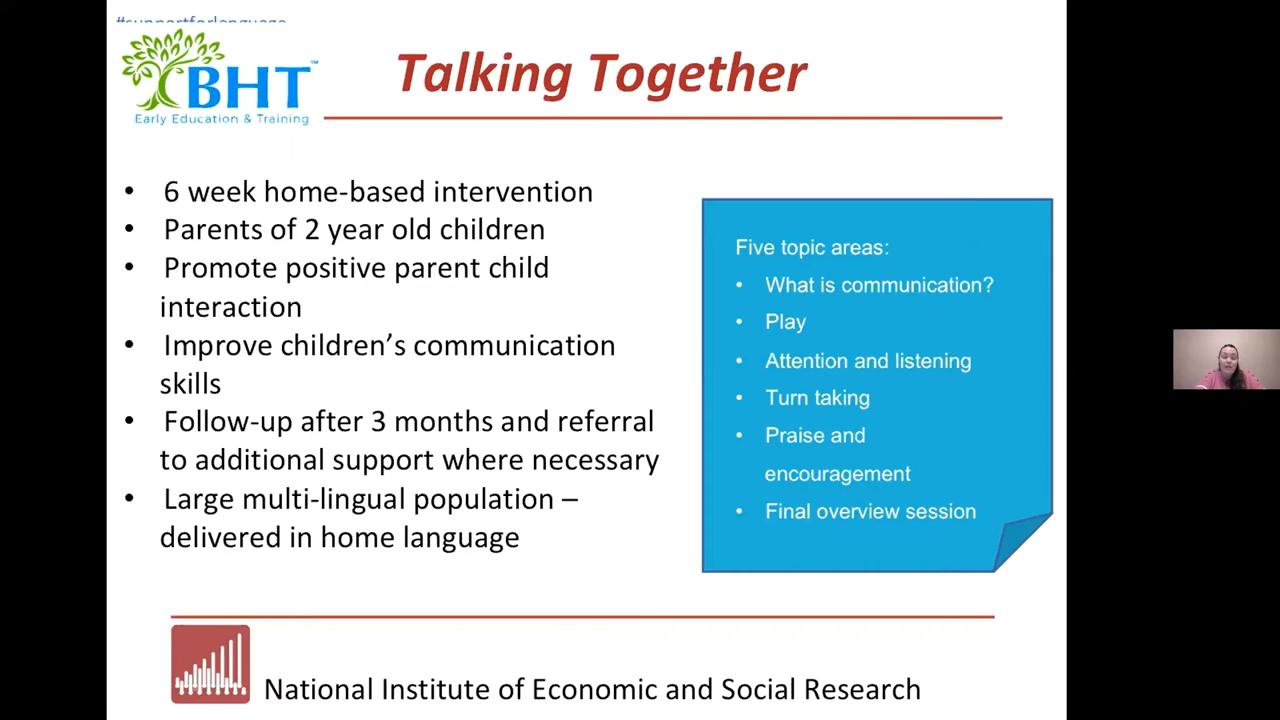 #supportforlanguage
BHT™
Early Education & Training
Talking Together
• 6 week home-based intervention
• Parents of 2 year old children
• Promote positive parent child
interaction
• Improve children’s communication
skills
• Follow-up after 3 months and referral
to additional support where necessary
• Large multi-lingual population –
delivered in home language
Five topic areas:
• What is communication?
• Play
• Attention and listening
• Turn taking
• Praise and
encouragement
• Final overview session
National Institute of Economic and Social Research